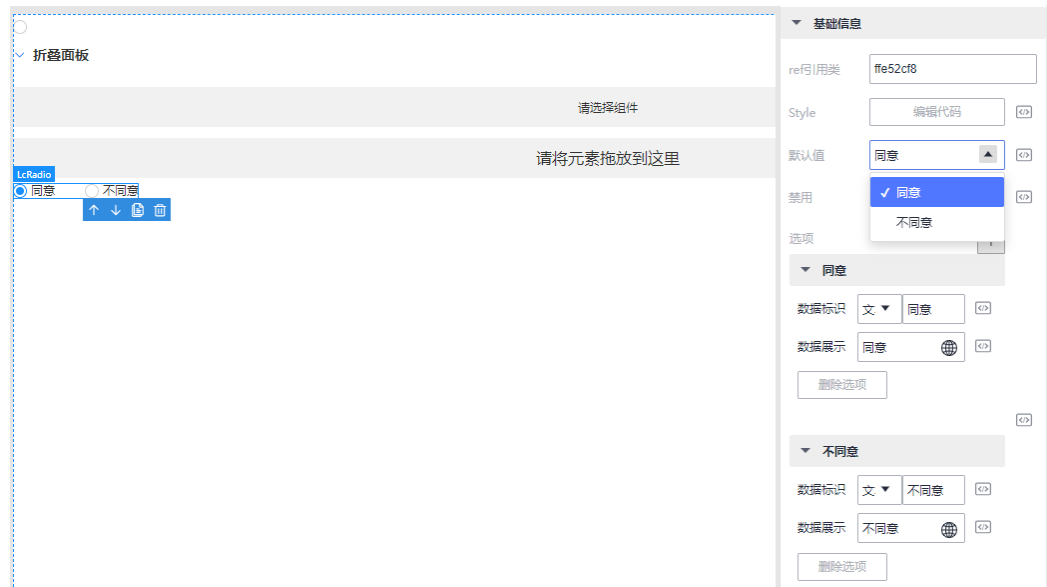 折叠面板
请选择组件
请将元素拖放到这里
LcRadio
同意 不同意
基础信息
ref引用类 ffe52cf8
Style 编辑代码
默认值 同意
同意
不同意
禁用
选项
同意
数据标识 文 同意
数据展示 同意
删除选项
不同意
数据标识 文 不同意
数据展示 不同意
删除选项